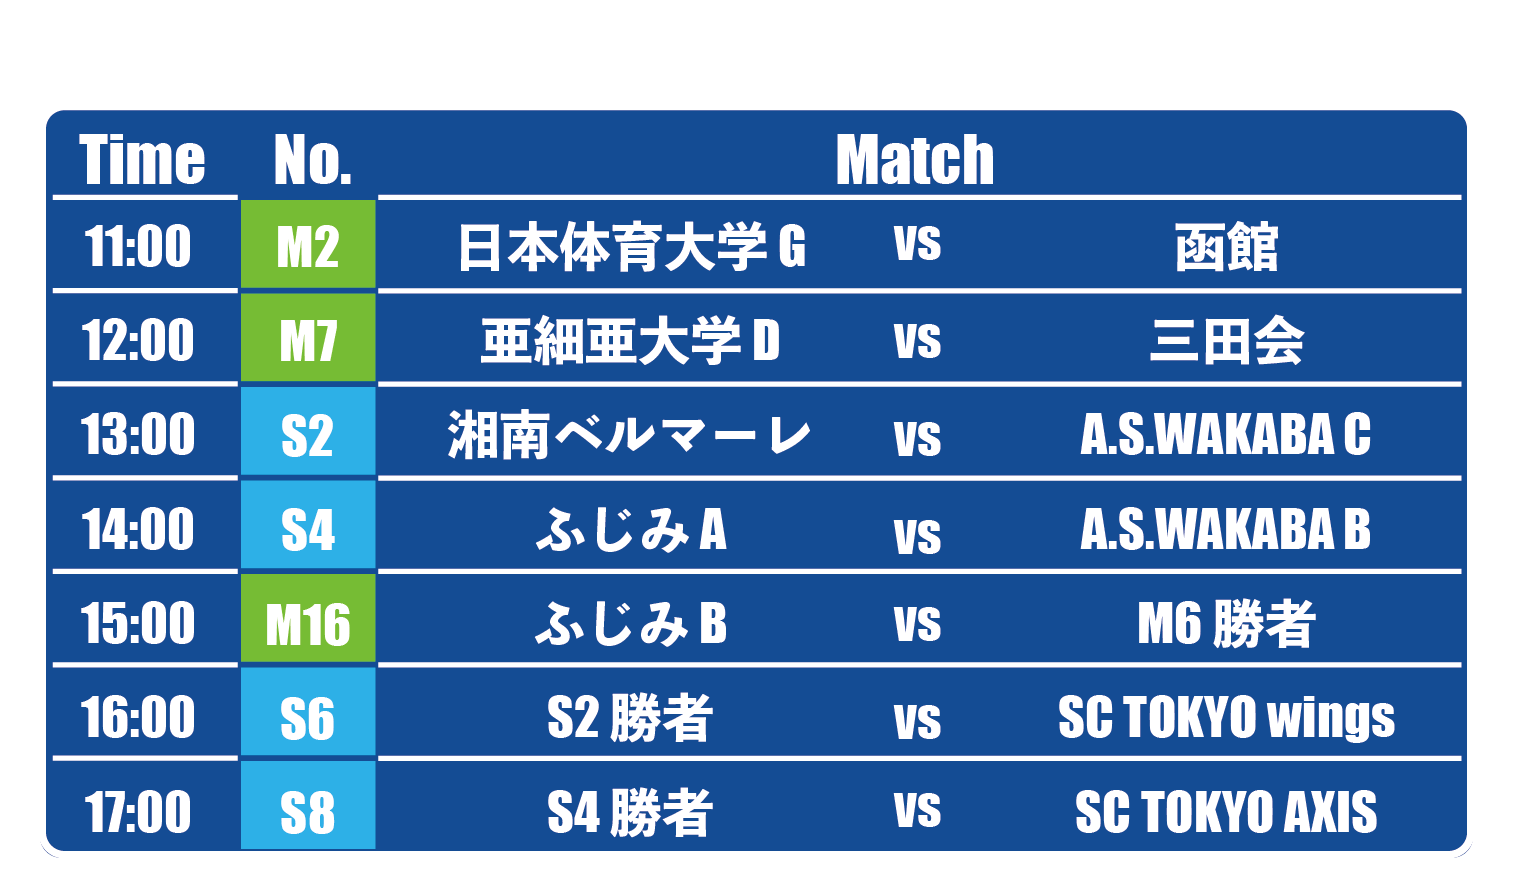 Time No. Match
11:00 M2 日本体育大学 G VS 函館
12:00 M7 亜細亜大学 D VS 三田会
13:00 S2 湘南ベルマーレ VS A.S.WAKABA C
14:00 S4 ふじみ A VS A.S.WAKABA B
15:00 M16 ふじみ B VS M6 勝者
16:00 S6 S2 勝者 VS SC TOKYO wings
17:00 S8 S4 勝者 VS SC TOKYO AXIS